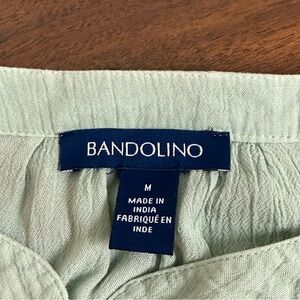 BANDOLINO
M
MADE IN
INDIA
FABRIQUÉ EN
INDE